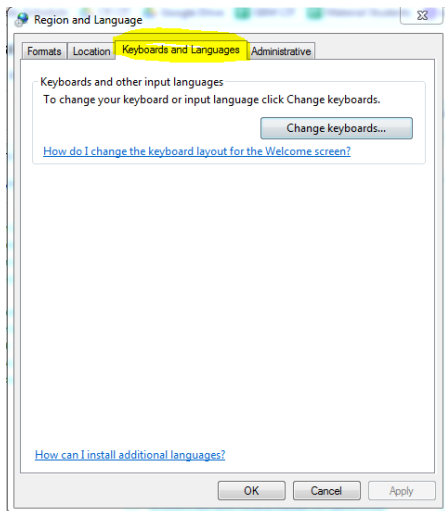 Region and Language
Formats Location Keyboards and Languages Administrative
Keyboards and other input languages
To change your keyboard or input language click Change keyboards.
Change keyboards...
How do I change the keyboard layout for the Welcome screen?
How can I install additional languages?
OK Cancel Apply